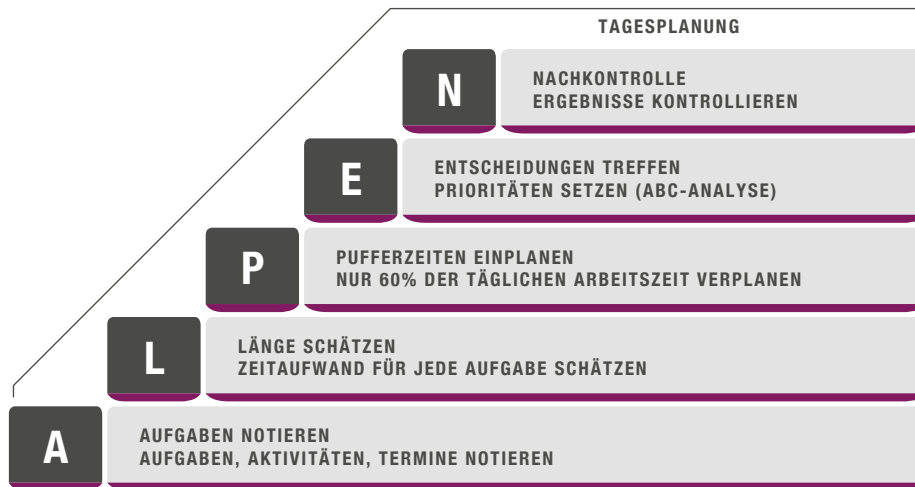 TAGESPLANUNG
N
NACHKONTROLLE
ERGEBNISSE KONTROLLIEREN
E
ENTSCHEIDUNGEN TREFFEN
PRIORITÄTEN SETZEN (ABC-ANALYSE)
P
PUFFERZEITEN EINPLANEN
NUR 60% DER TÄGLICHEN ARBEITSZEIT VERPLANEN
L
LÄNGE SCHÄTZEN
ZEITAUFWAND FÜR JEDE AUFGABE SCHÄTZEN
A
AUFGABEN NOTIEREN
AUFGABEN, AKTIVITÄTEN, TERMINE NOTIEREN